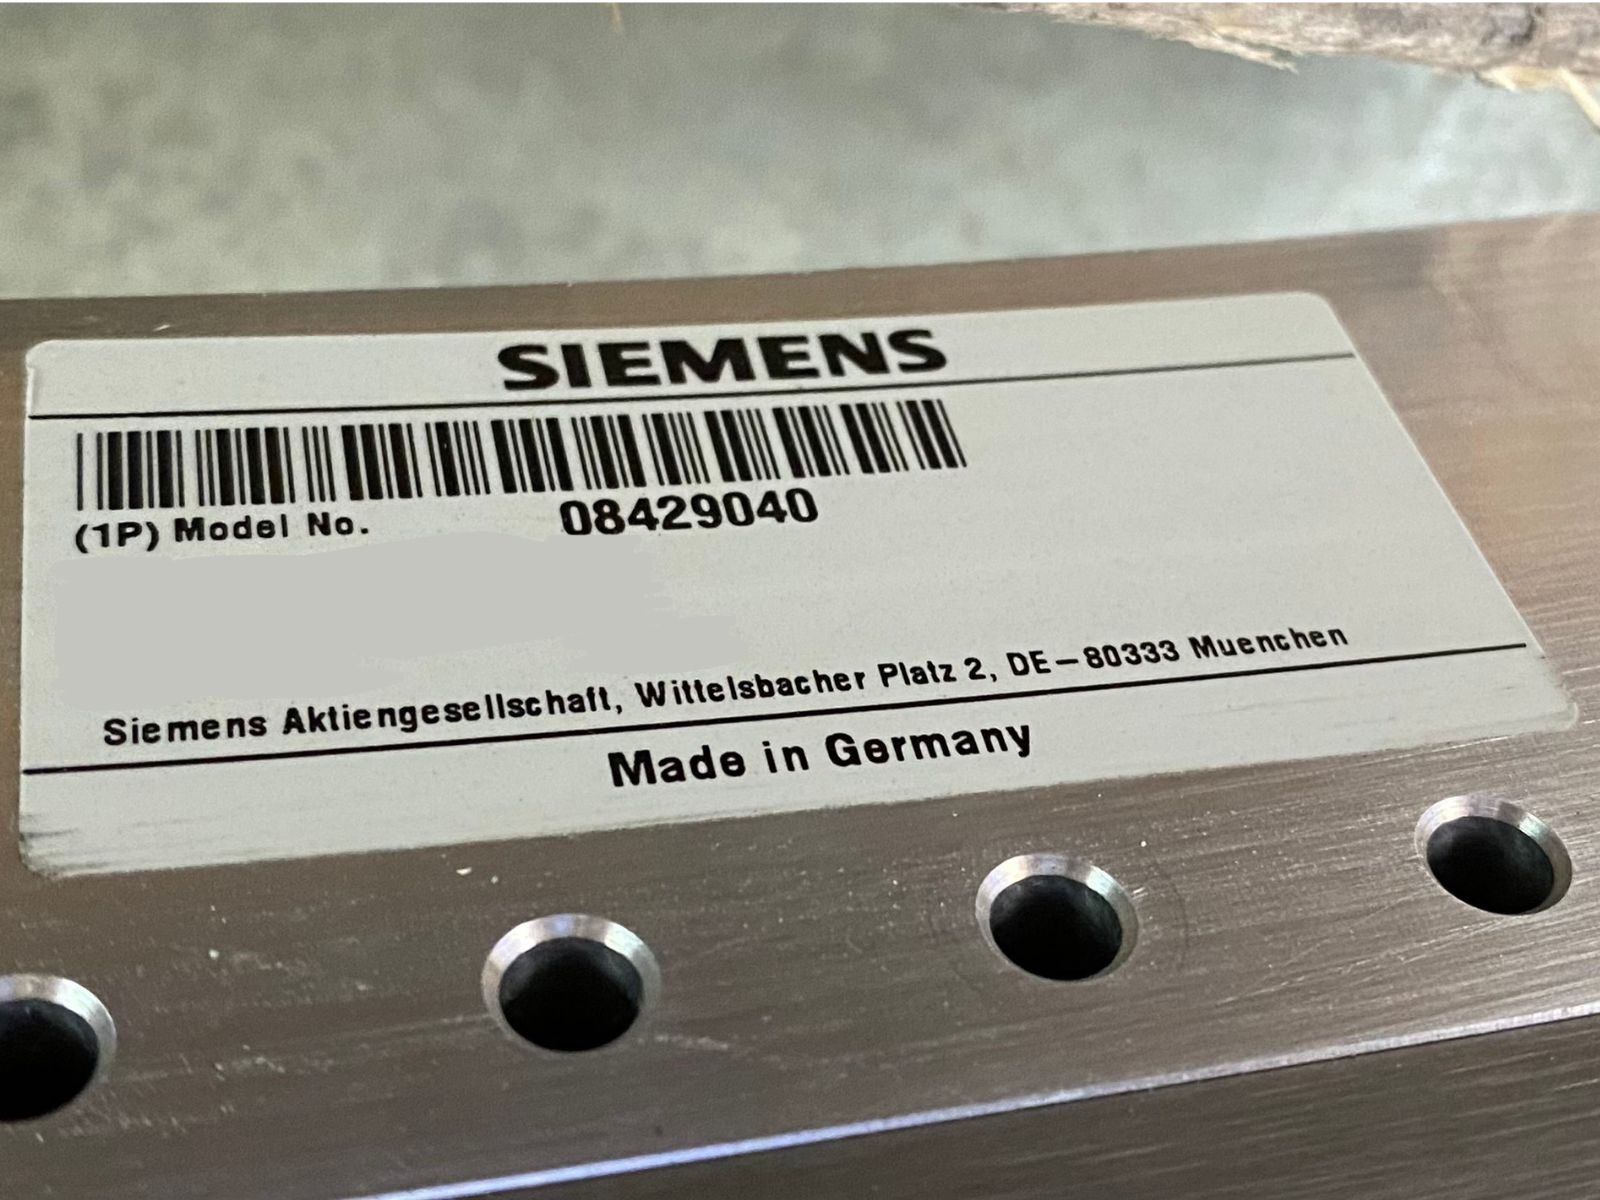 SIEMENS
(1P) Model No. 08429040
Siemens Aktiengesellschaft, Wittelsbacher Platz 2, DE-80333 Muenchen
Made in Germany